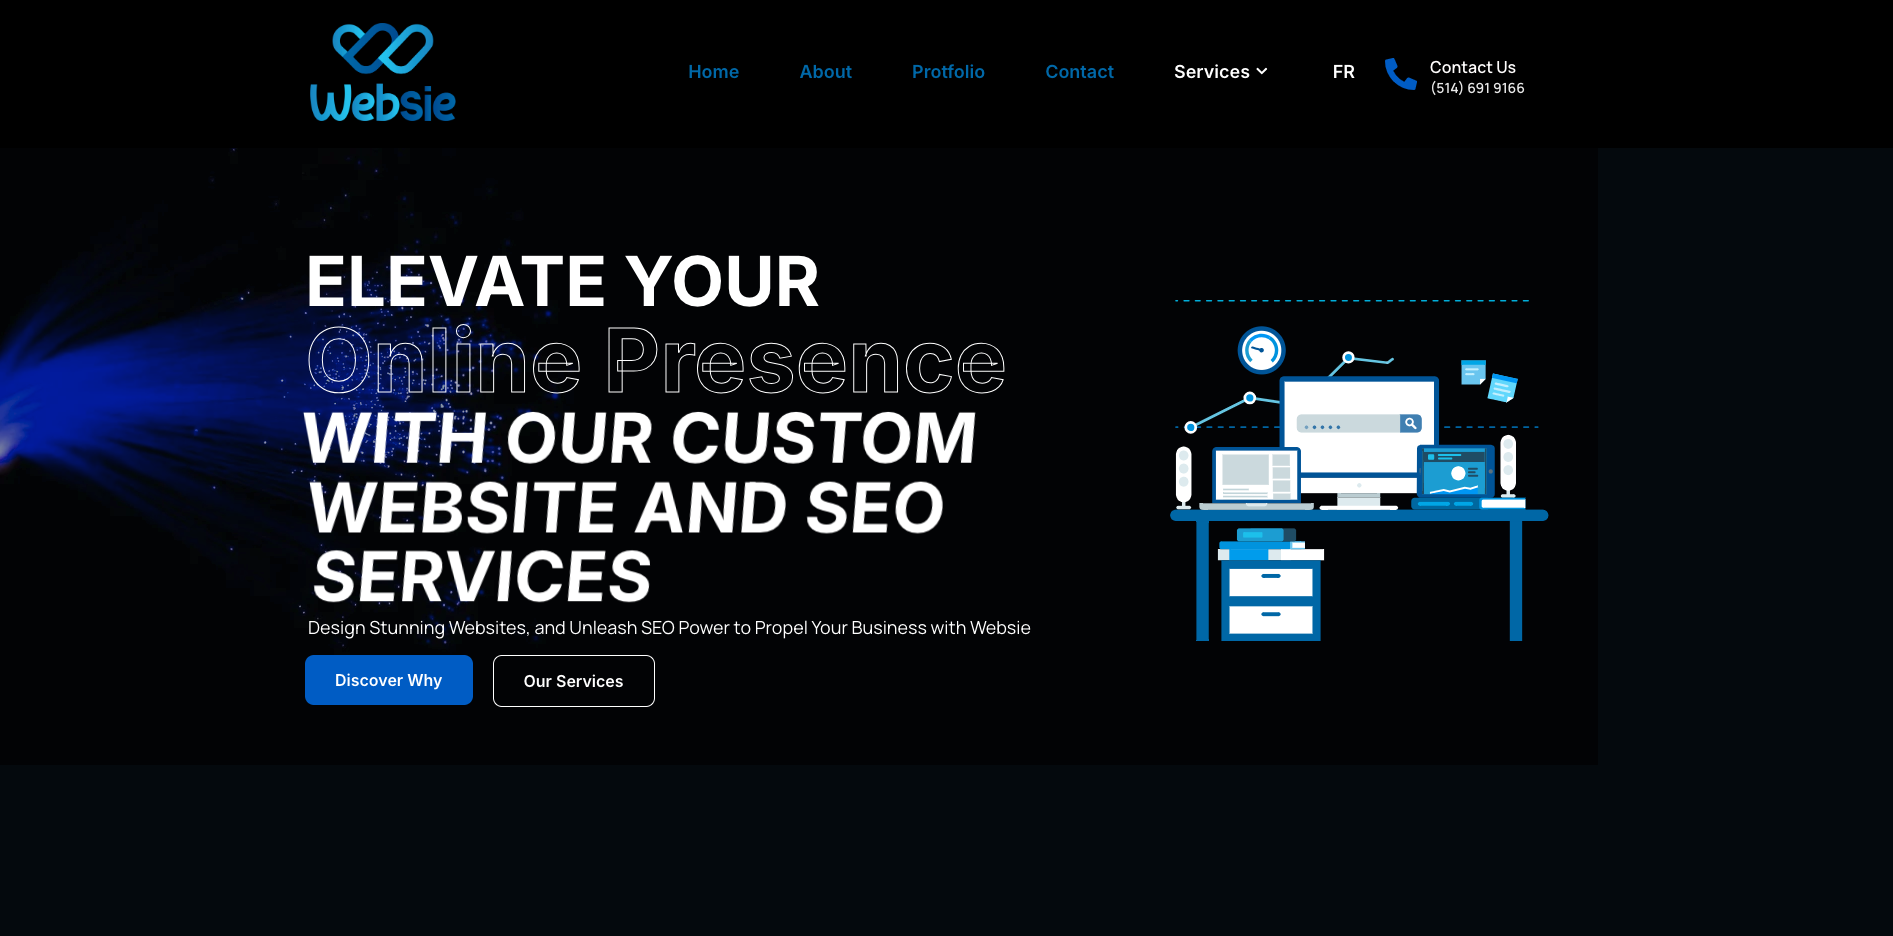 Websie
Home About Protfolio Contact Services FR
Contact Us
(514) 691 9166
ELEVATE YOUR
Online Presence
WITH OUR CUSTOM
WEBSITE AND SEO
SERVICES
Design Stunning Websites, and Unleash SEO Power to Propel Your Business with Websie
Discover Why Our Services